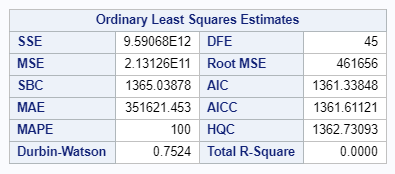 Ordinary Least Squares Estimates
SSE 9.59068E12 DFE 45
MSE 2.13126E11 Root MSE 461656
SBC 1365.03878 AIC 1361.33848
MAE 351621.453 AICC 1361.61121
MAPE 100 HQC 1362.73093
Durbin-Watson 0.7524 Total R-Square 0.0000